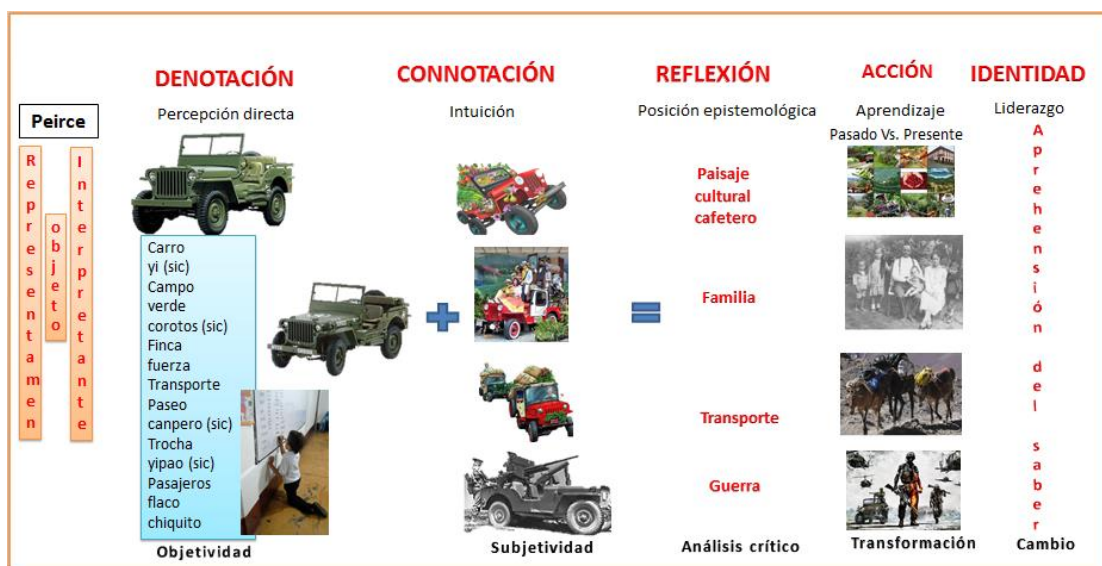 DENOTACIÓN
CONNOTACIÓN
REFLEXIÓN
ACCIÓN
IDENTIDAD
Percepción directa
Intuición
Posición epistemológica
Aprendizaje
Liderazgo
Pasado Vs. Presente
Peirce
Representamen
objeto
Interpretante
Carro
yi (sic)
Campo
verde
corotos (sic)
Finca
fuerza
Transporte
Paseo
canpero (sic)
Trocha
yipao (sic)
Pasajeros
flaco
chiquito
Paisaje
cultural
cafetero
Familia
Transporte
Guerra
Aprehensión del saber
Objetividad
Subjetividad
Análisis crítico
Transformación
Cambio